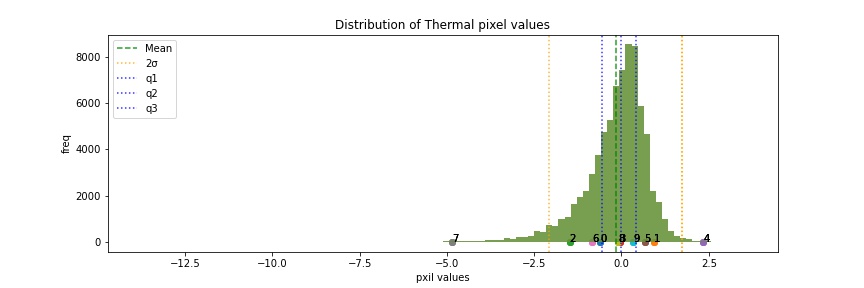 Distribution of Thermal pixel values
Mean
2σ
q1
q2
q3
freq
8000
6000
4000
2000
0
7 2 6 0 9 5 1 4
−12.5 −10.0 −7.5 −5.0 −2.5 0.0 2.5
pxil values